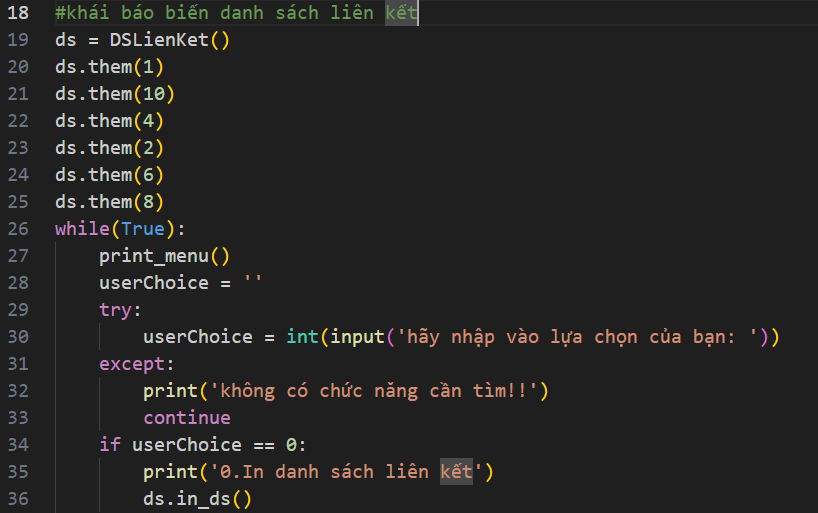 18 #khái báo biến danh sách liên kết
19 ds = DSLienKet()
20 ds.them(1)
21 ds.them(10)
22 ds.them(4)
23 ds.them(2)
24 ds.them(6)
25 ds.them(8)
26 while(True):
27     print_menu()
28     userChoice = ''
29     try:
30         userChoice = int(input('hãy nhập vào lựa chọn của bạn: '))
31     except:
32         print('không có chức năng cần tìm!!')
33         continue
34     if userChoice == 0:
35         print('0.In danh sách liên kết')
36         ds.in_ds()